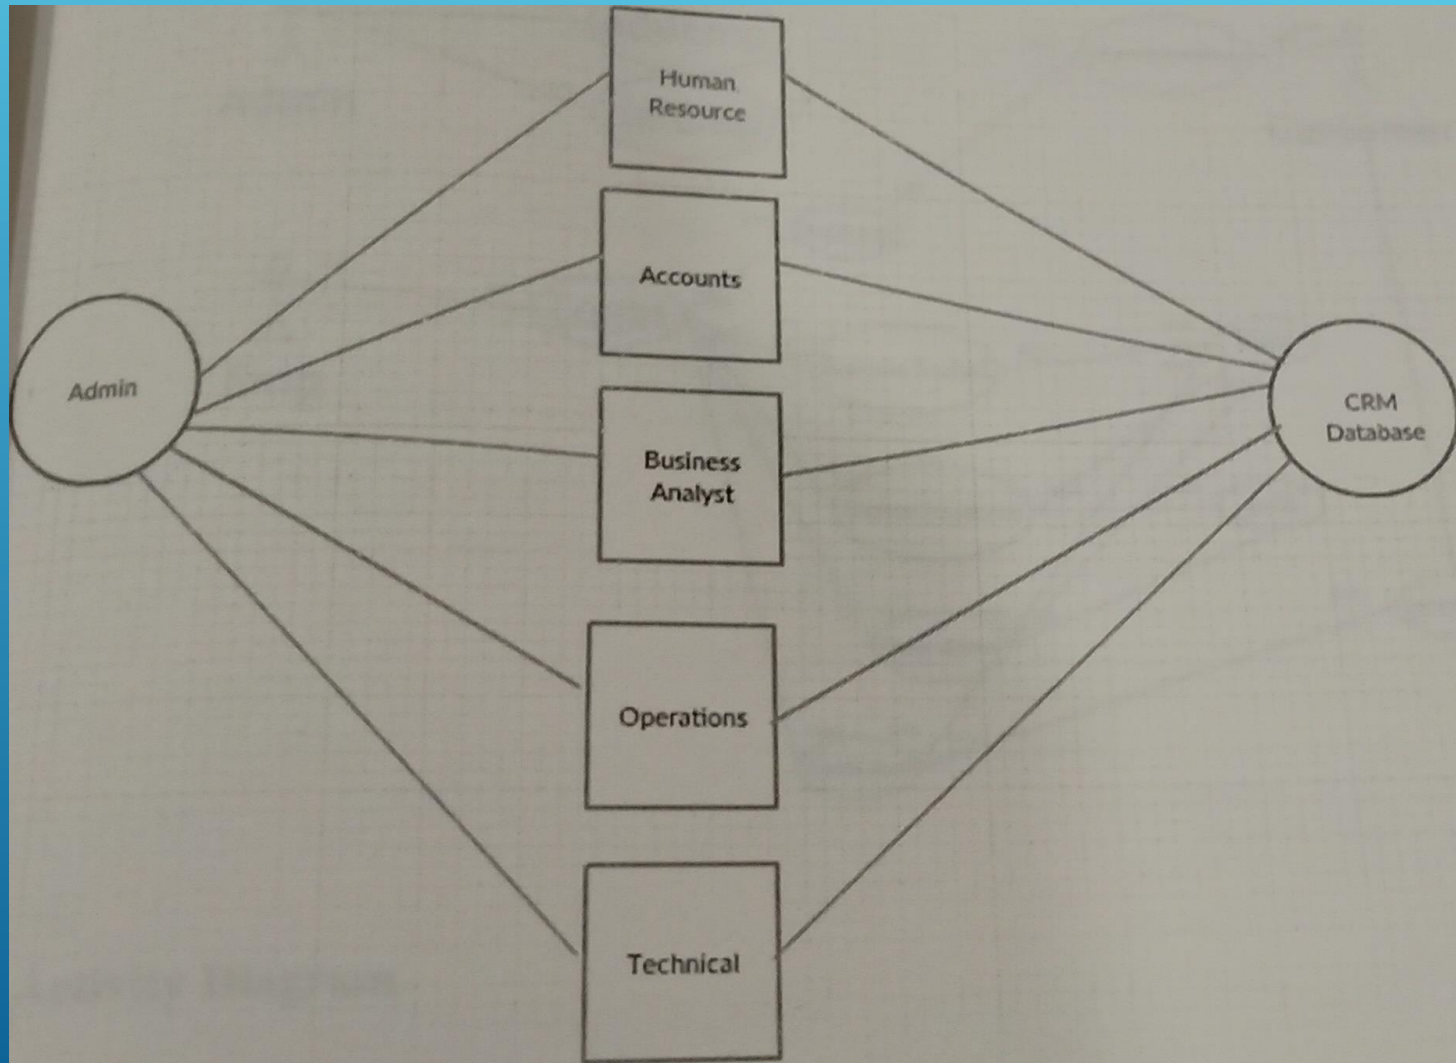 Human
Resource
Accounts
Admin
CRM
Database
Business
Analyst
Operations
Technical